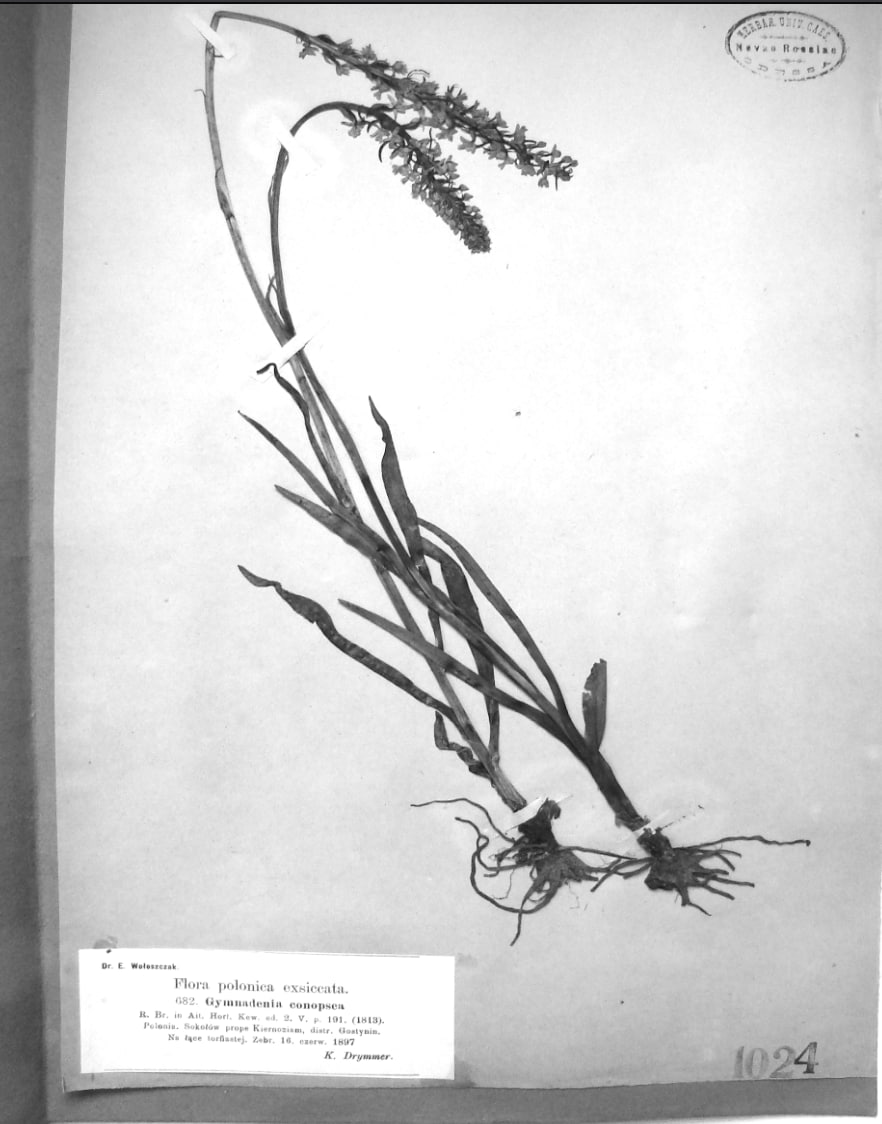 HERBAR. UNIV. CAES.
Novae Rossiae
ODESSA
Dr. E. Wołoszczak.
Flora polonica exsiccata.
682. Gymnadenia conopsea
R. Br. in Ait. Hort. Kew. ed. 2. V. p. 191. (1813).
Polonia. Sokołów prope Kiernoziam, distr. Gostynin.
Na łące torfiastej. Zebr. 16. czerw. 1897
K. Drymmer.
1024